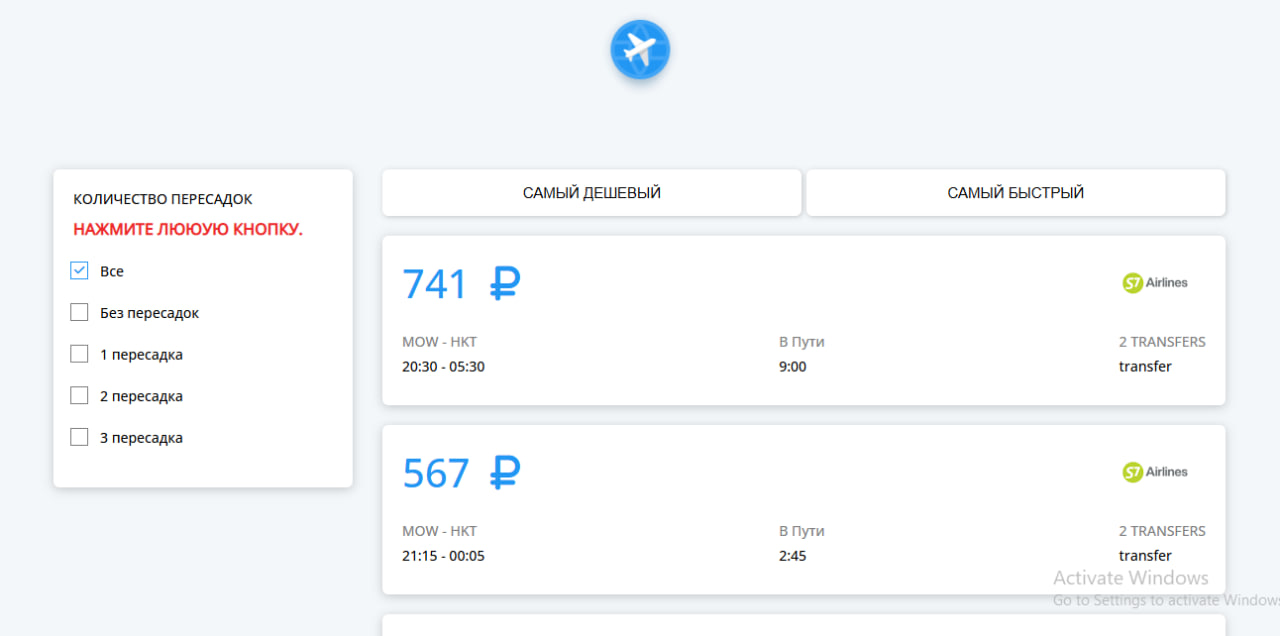 КОЛИЧЕСТВО ПЕРЕСАДОК
НАЖМИТЕ ЛЮЮУЮ КНОПКУ.
Все
Без пересадок
1 пересадка
2 пересадка
3 пересадка
САМЫЙ ДЕШЕВЫЙ
САМЫЙ БЫСТРЫЙ
741 ₽
S7 Airlines
MOW - HKT
В Пути
2 TRANSFERS
20:30 - 05:30
9:00
transfer
567 ₽
S7 Airlines
MOW - HKT
В Пути
2 TRANSFERS
21:15 - 00:05
2:45
transfer
Activate Windows
Go to Settings to activate Windows